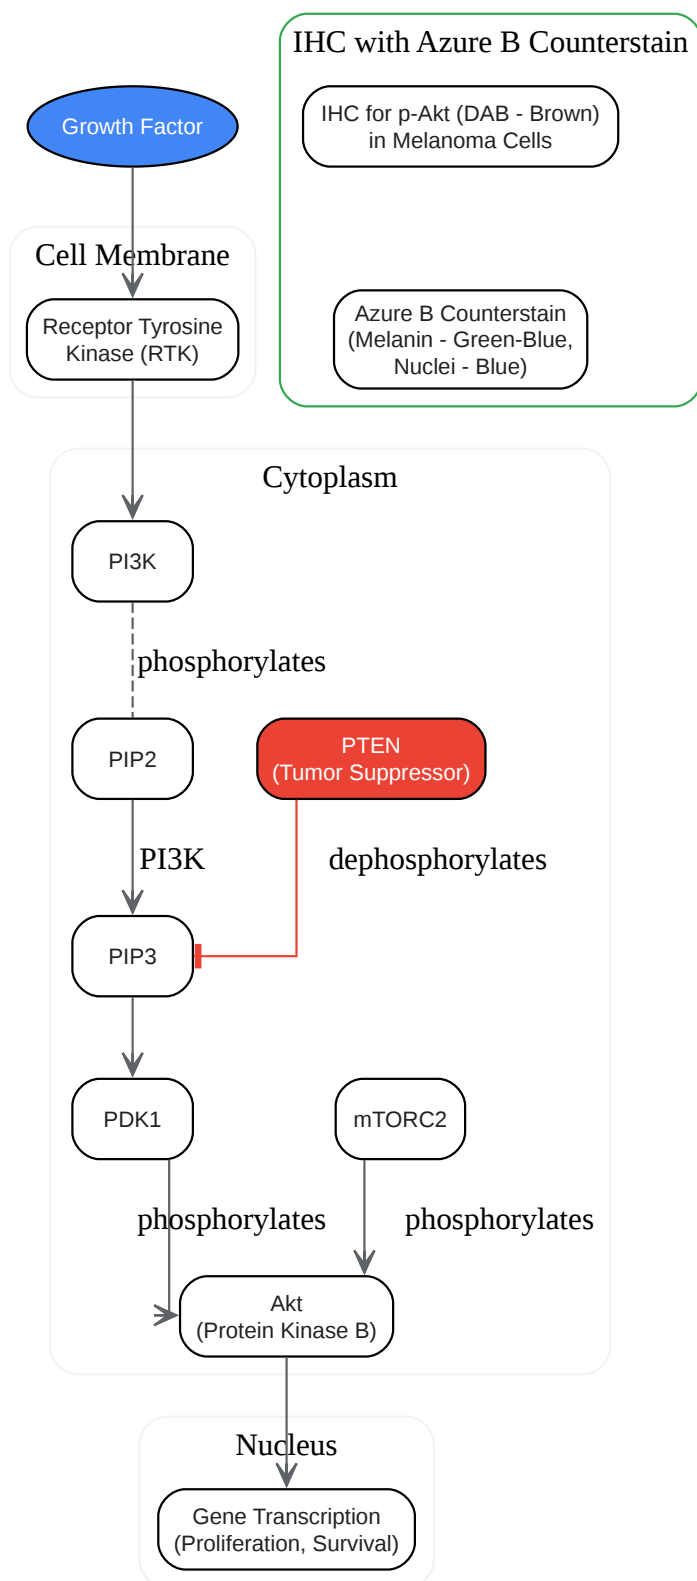 IHC with Azure B Counterstain
IHC for p-Akt (DAB - Brown)
in Melanoma Cells
Growth Factor
Cell Membrane
Receptor Tyrosine
Kinase (RTK)
Azure B Counterstain
(Melanin - Green-Blue,
Nuclei - Blue)
Cytoplasm
PI3K
phosphorylates
PIP2
PTEN
(Tumor Suppressor)
PI3K
dephosphorylates
PIP3
PDK1
mTORC2
phosphorylates
phosphorylates
Akt
(Protein Kinase B)
Nucleus
Gene Transcription
(Proliferation, Survival)